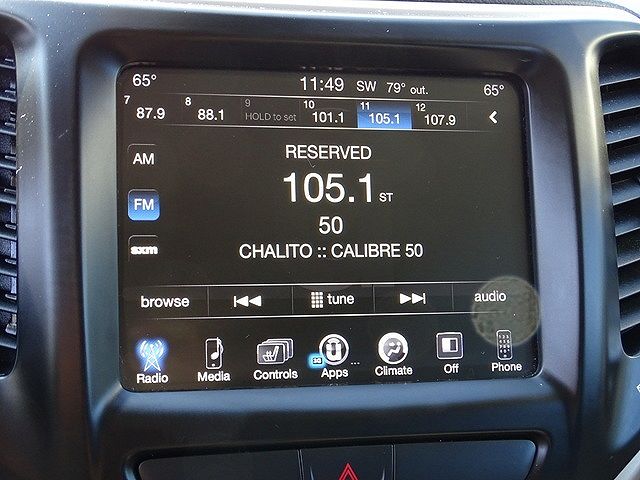 65° 11:49 SW 79° out. 65°
7 87.9 8 88.1 9 HOLD to set 10 101.1 11 105.1 12 107.9
AM
RESERVED
105.1 ST
FM
50
sxm
CHALITO :: CALIBRE 50
browse tune audio
3G
Radio Media Controls Apps ... Climate Off Phone